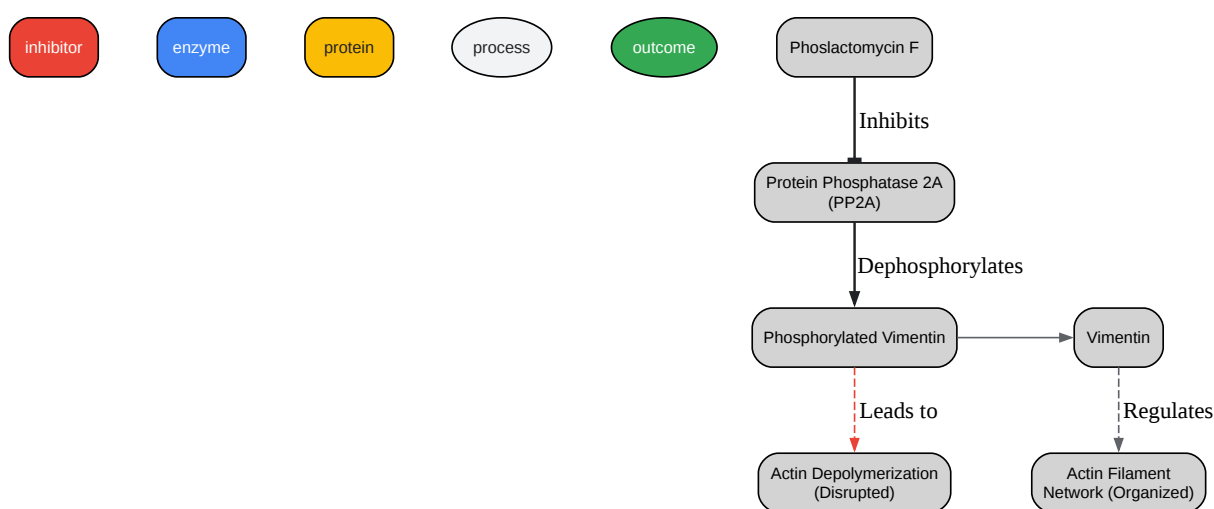 inhibitor
enzyme
protein
process
outcome
Phoslactomycin F
Inhibits
Protein Phosphatase 2A
(PP2A)
Dephosphorylates
Phosphorylated Vimentin
Vimentin
Leads to
Regulates
Actin Depolymerization
(Disrupted)
Actin Filament
Network (Organized)